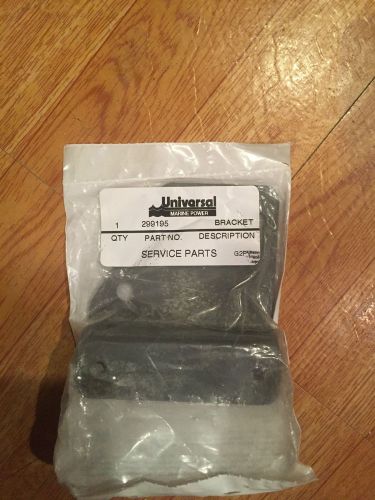 Universal
MARINE POWER
1 299195 BRACKET
QTY PART NO. DESCRIPTION
SERVICE PARTS